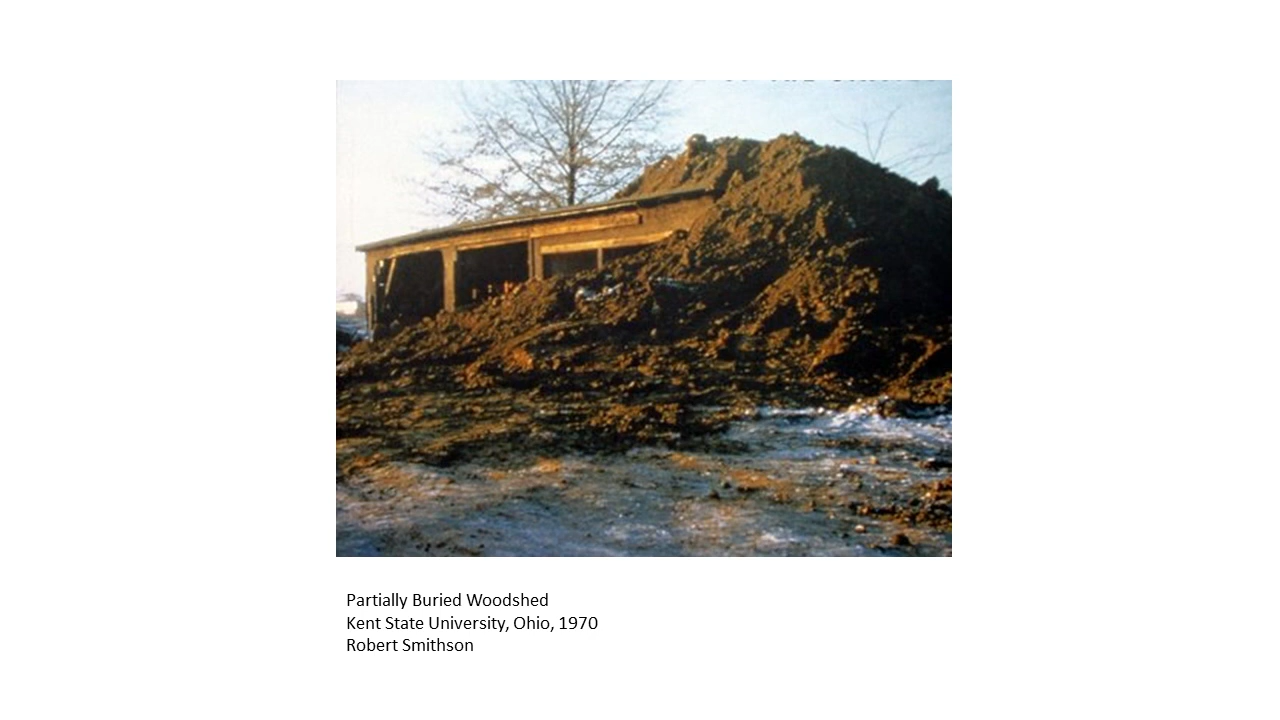 Partially Buried Woodshed
Kent State University, Ohio, 1970
Robert Smithson